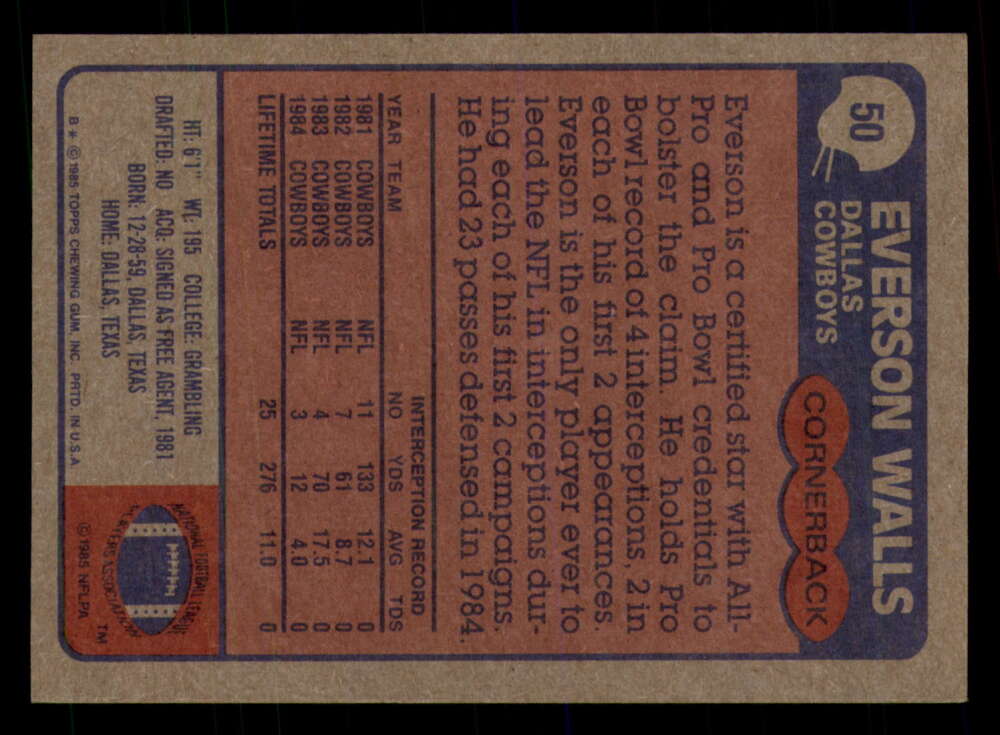 50
EVERSON WALLS
DALLAS
COWBOYS
CORNERBACK
Everson is a certified star with All-
Pro and Pro Bowl credentials to
bolster the claim. He holds Pro
Bowl record of 4 interceptions, 2 in
each of his first 2 appearances.
Everson is the only player ever to
lead the NFL in interceptions dur-
ing each of his first 2 campaigns.
He had 23 passes defensed in 1984.
INTERCEPTION RECORD
YEAR TEAM NO YDS AVG TDS
1981 COWBOYS NFL 11 133 12.1 0
1982 COWBOYS NFL 7 61 8.7 0
1983 COWBOYS NFL 4 70 17.5 0
1984 COWBOYS NFL 3 12 4.0 0
LIFETIME TOTALS 25 276 11.0 0
HT: 6'1" WT: 195 COLLEGE: GRAMBLING
DRAFTED: NO ACQ: SIGNED AS FREE AGENT, 1981
BORN: 12-28-59, DALLAS, TEXAS
HOME: DALLAS, TEXAS
B* © 1985 TOPPS CHEWING GUM, INC. PRTD. IN U.S.A
NATIONAL FOOTBALL LEAGUE
PLAYERS ASSOCIATION
TM
© 1985 NFLPA